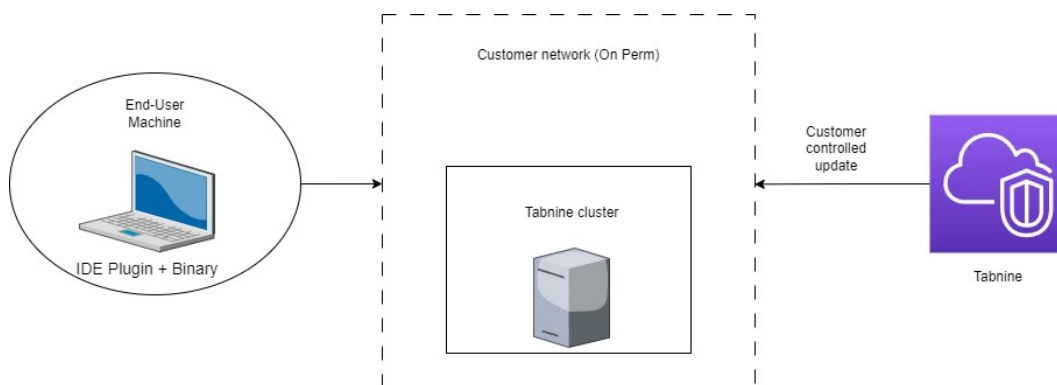 Customer network (On Perm)
End-User
Machine
IDE Plugin + Binary
Tabnine cluster
Customer
controlled
update
Tabnine